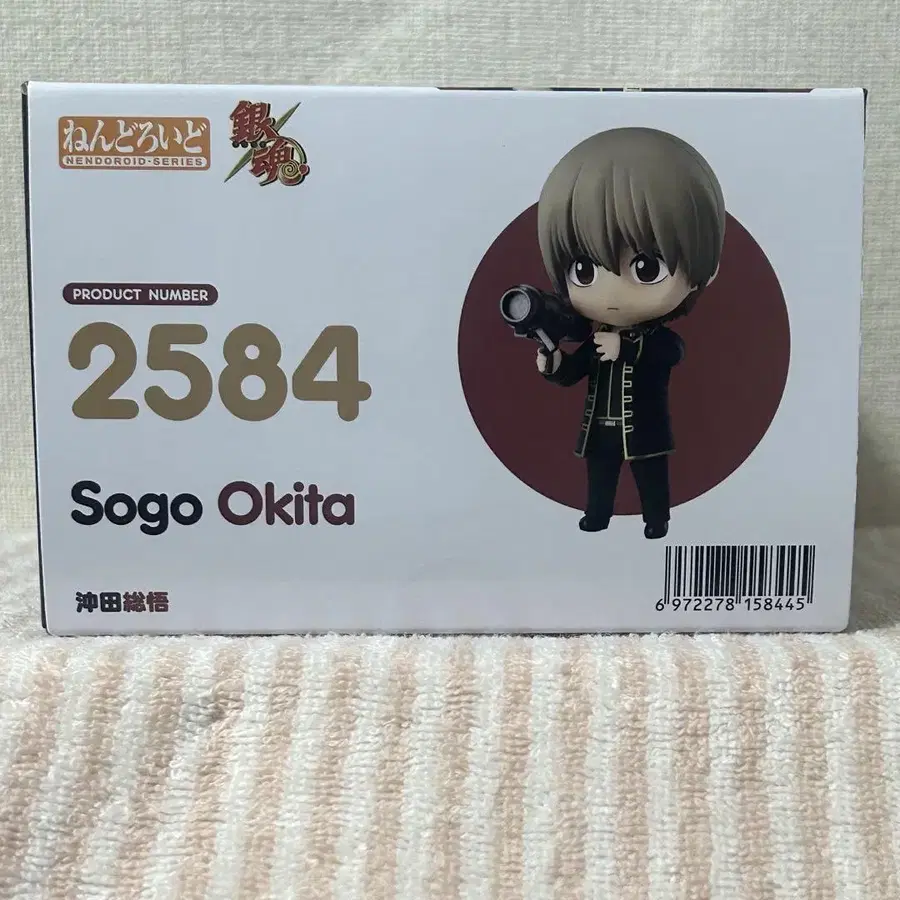 ねんどろいど
NENDOROID-SERIES
銀魂
PRODUCT NUMBER
2584
Sogo Okita
沖田総悟
6 972278 158445